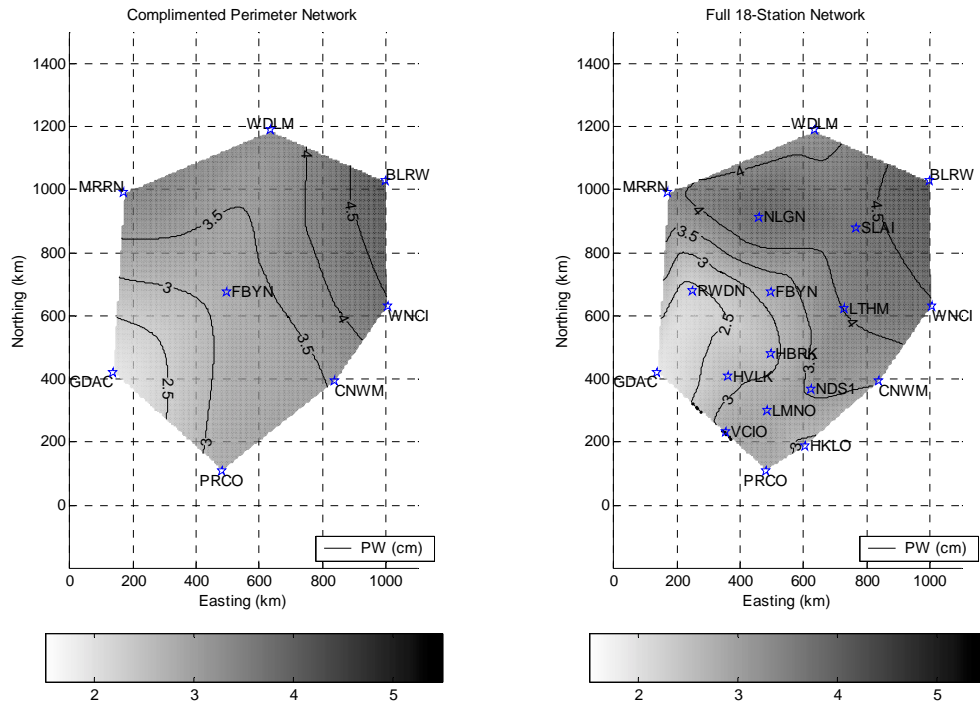 Complimented Perimeter Network
1400
1200
1000
800
600
400
200
0
Northing (km)
WDLM
BLRW
MRRN
FBYN
WNCI
GDAC
CNWM
PRCO
4
4.5
3.5
3
4
3.5
2.5
3
PW (cm)
0 200 400 600 800 1000
Easting (km)
2 3 4 5
Full 18-Station Network
1400
1200
1000
800
600
400
200
0
Northing (km)
WDLM
BLRW
MRRN
NLGN
SLAI
RWDN
FBYN
LTHM
WNCI
HBRK
GDAC
HVLK
NDS1
CNWM
LMNO
VCIO
HKLO
PRCO
4
4
4.5
3.5
3
2.5
4
3
3
PW (cm)
0 200 400 600 800 1000
Easting (km)
2 3 4 5